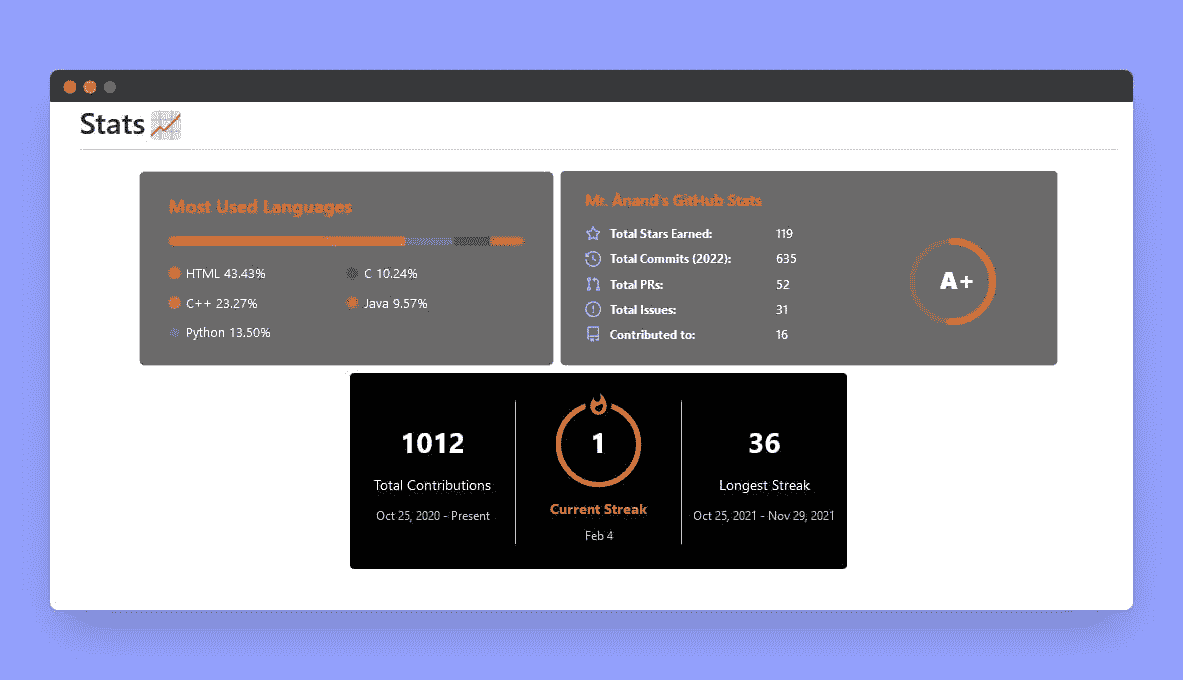 Stats
Most Used Languages
HTML 43.43%
C++ 23.27%
Python 13.50%
C 10.24%
Java 9.57%
Mr. Anand's GitHub Stats
Total Stars Earned: 119
Total Commits (2022): 635
Total PRs: 52
Total Issues: 31
Contributed to: 16
A+
1012
Total Contributions
Oct 25, 2020 - Present
1
Current Streak
Feb 4
36
Longest Streak
Oct 25, 2021 - Nov 29, 2021